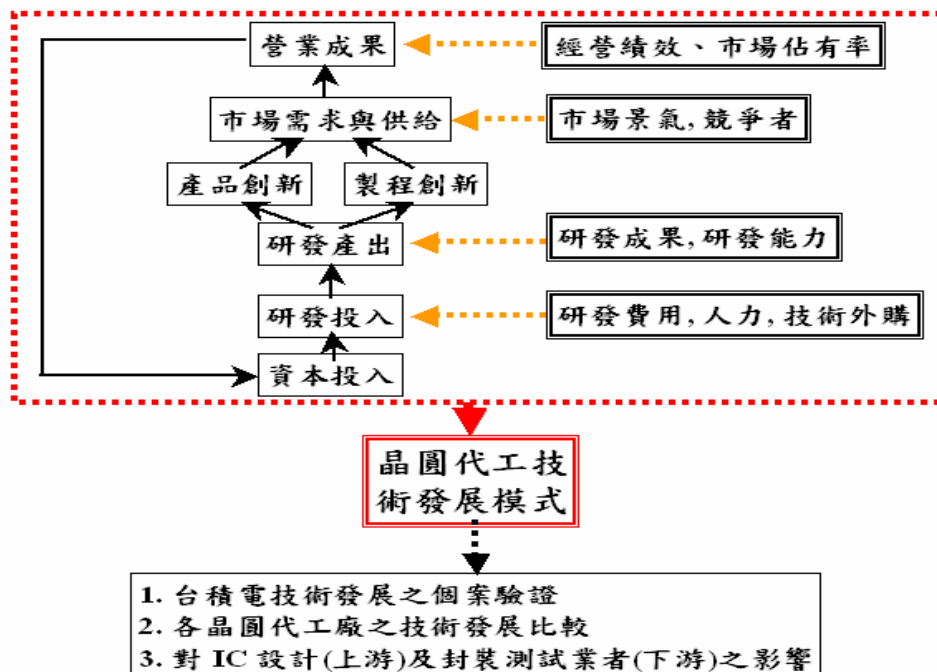 營業成果
經營績效、市場佔有率
市場需求與供給
市場景氣,競爭者
產品創新
製程創新
研發產出
研發成果,研發能力
研發投入
研發費用,人力,技術外購
資本投入
晶圓代工技
術發展模式
1. 台積電技術發展之個案驗證
2. 各晶圓代工廠之技術發展比較
3. 對 IC 設計(上游)及封裝測試業者(下游)之影響